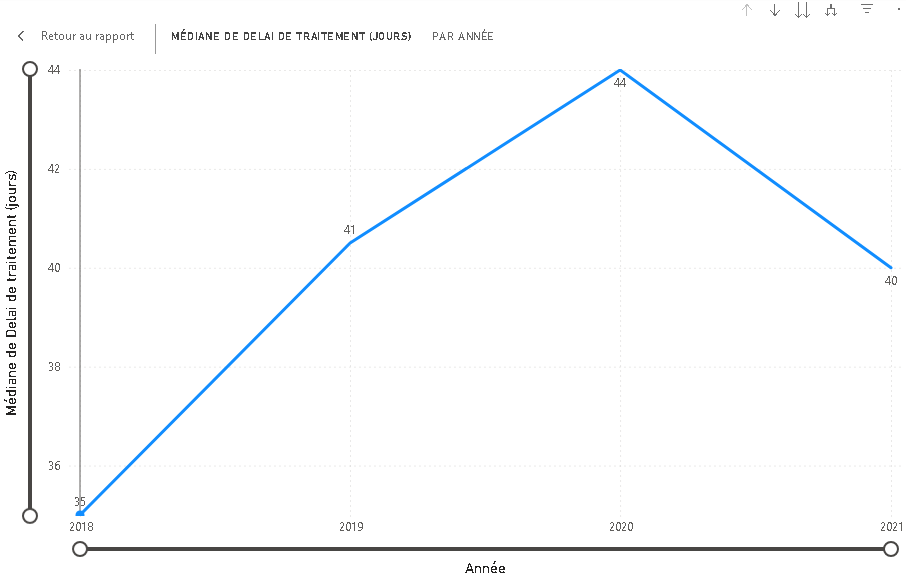 Retour au rapport
MÉDIANE DE DELAI DE TRAITEMENT (JOURS)
PAR ANNÉE
Médiane de Delai de traitement (jours)
44
42
40
38
36
35
41
44
40
2018
2019
2020
2021
Année